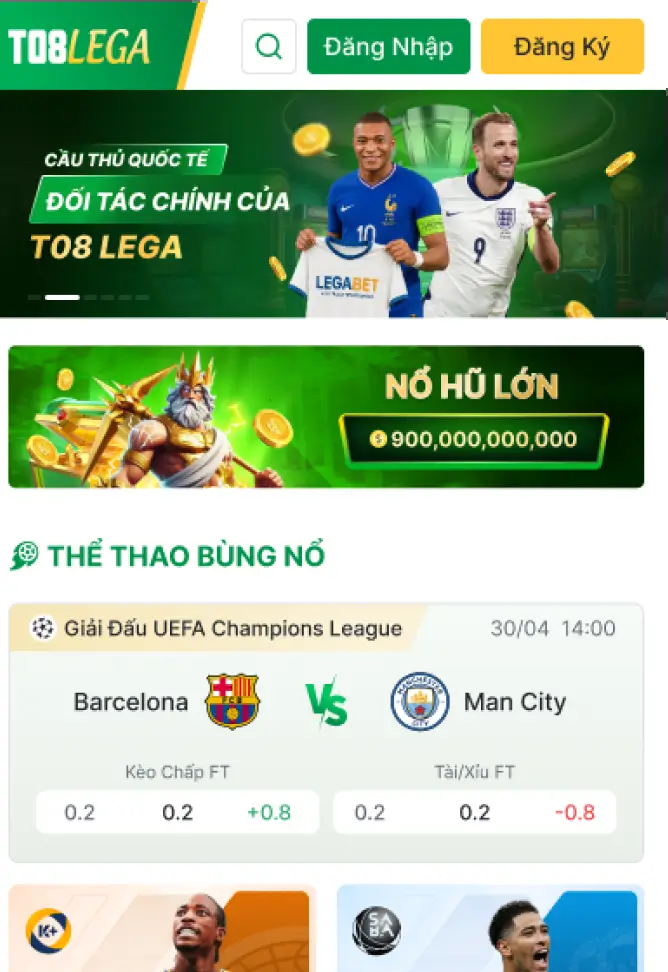 T08LEGA
Đăng Nhập
Đăng Ký
CẦU THỦ QUỐC TẾ
ĐỐI TÁC CHÍNH CỦA
T08 LEGA
10
9
LEGABET
NỔ HŨ LỚN
900,000,000,000
THỂ THAO BÙNG NỔ
Giải Đấu UEFA Champions League 30/04 14:00
Barcelona VS Man City
MANCHESTER
CITY
FCB
Kèo Chấp FT Tài/Xỉu FT
0.2 0.2 +0.8 0.2 0.2 -0.8
K+ SABA